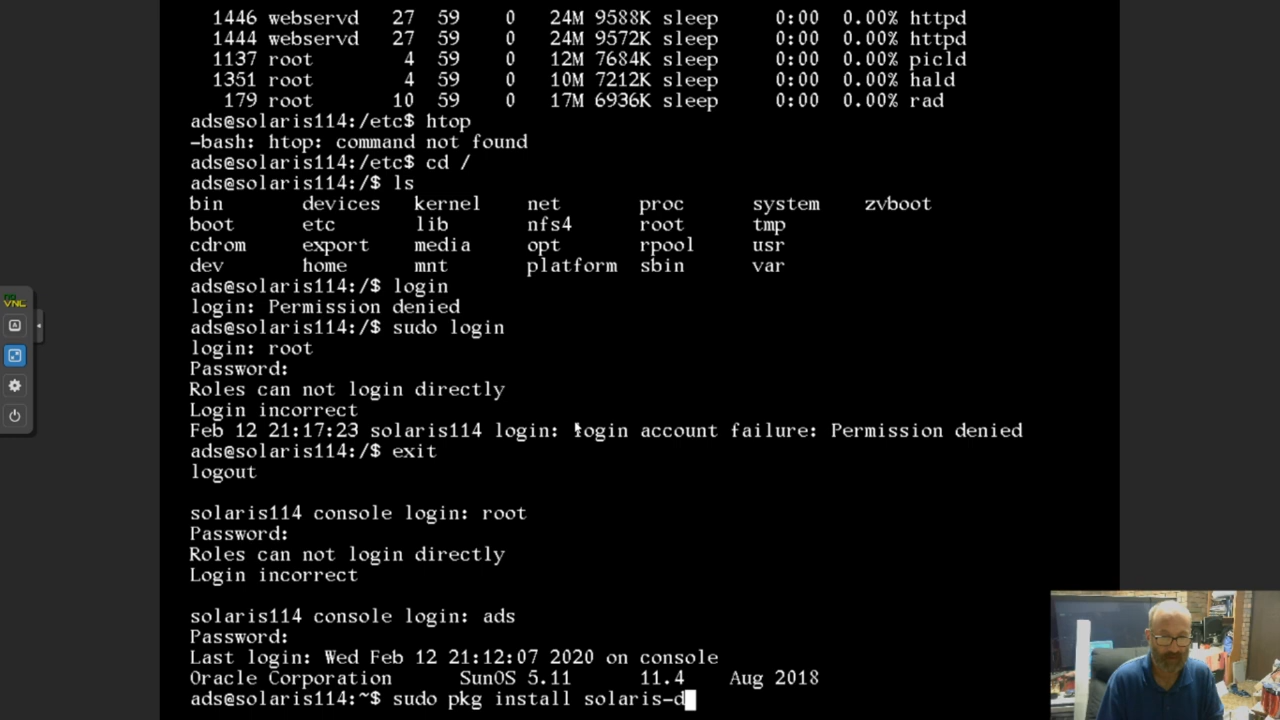 1446 webservd 27 59 0 24M 9588K sleep 0:00 0.00% httpd
1444 webservd 27 59 0 24M 9572K sleep 0:00 0.00% httpd
1137 root 4 59 0 12M 7684K sleep 0:00 0.00% picld
1351 root 4 59 0 10M 7212K sleep 0:00 0.00% hald
179 root 10 59 0 17M 6936K sleep 0:00 0.00% rad
ads@solaris114:/etc$ htop
-bash: htop: command not found
ads@solaris114:/etc$ cd /
ads@solaris114:/$ ls
bin devices kernel net proc system zvboot
boot etc lib nfs4 root tmp
cdrom export media opt rpool usr
dev home mnt platform sbin var
ads@solaris114:/$ login
login: Permission denied
ads@solaris114:/$ sudo login
login: root
Password:
Roles can not login directly
Login incorrect
Feb 12 21:17:23 solaris114 login: login account failure: Permission denied
ads@solaris114:/$ exit
logout
solaris114 console login: root
Password:
Roles can not login directly
Login incorrect
solaris114 console login: ads
Password:
Last login: Wed Feb 12 21:12:07 2020 on console
Oracle Corporation SunOS 5.11 11.4 Aug 2018
ads@solaris114:~$ sudo pkg install solaris-d
no
VNC
A